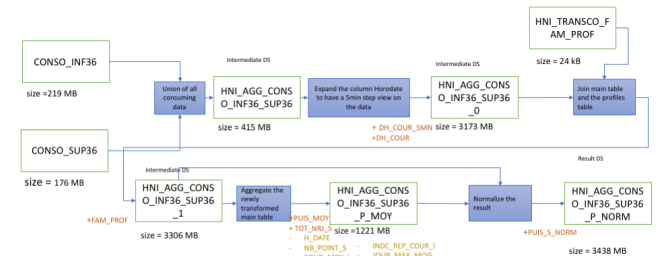 HNI_TRANSCO_F
AM_PROF
size = 24 kB
CONSO_INF36
size =219 MB
Intermediate DS
Intermediate DS
Union of all
consuming
data
HNI_AGG_CONS
O_INF36_SUP36
size = 415 MB
Expand the column Horodate
to have a 5min step view on
the data
HNI_AGG_CONS
O_INF36_SUP36
_0
+ DH_COUR_5MN
+DH_COUR
size = 3173 MB
Join main table
and the profiles
table
CONSO_SUP36
size = 176 MB
Intermediate DS
Result DS
HNI_AGG_CONS
O_INF36_SUP36
_1
+FAM_PROF
size = 3306 MB
Aggregate the
newly
transformed
main table
HNI_AGG_CONS
O_INF36_SUP36
_P_MOY
+PUIS_MOY
+ TOT_NRJ_S
size =1221 MB
- H_DATE
- NB_POINT_S
- INDC_REP_COUR_I
- JOUR_MAX_MOIS
Normalize the
result
+PUIS_S_NORM
HNI_AGG_CONS
O_INF36_SUP36
_P_NORM
size = 3438 MB